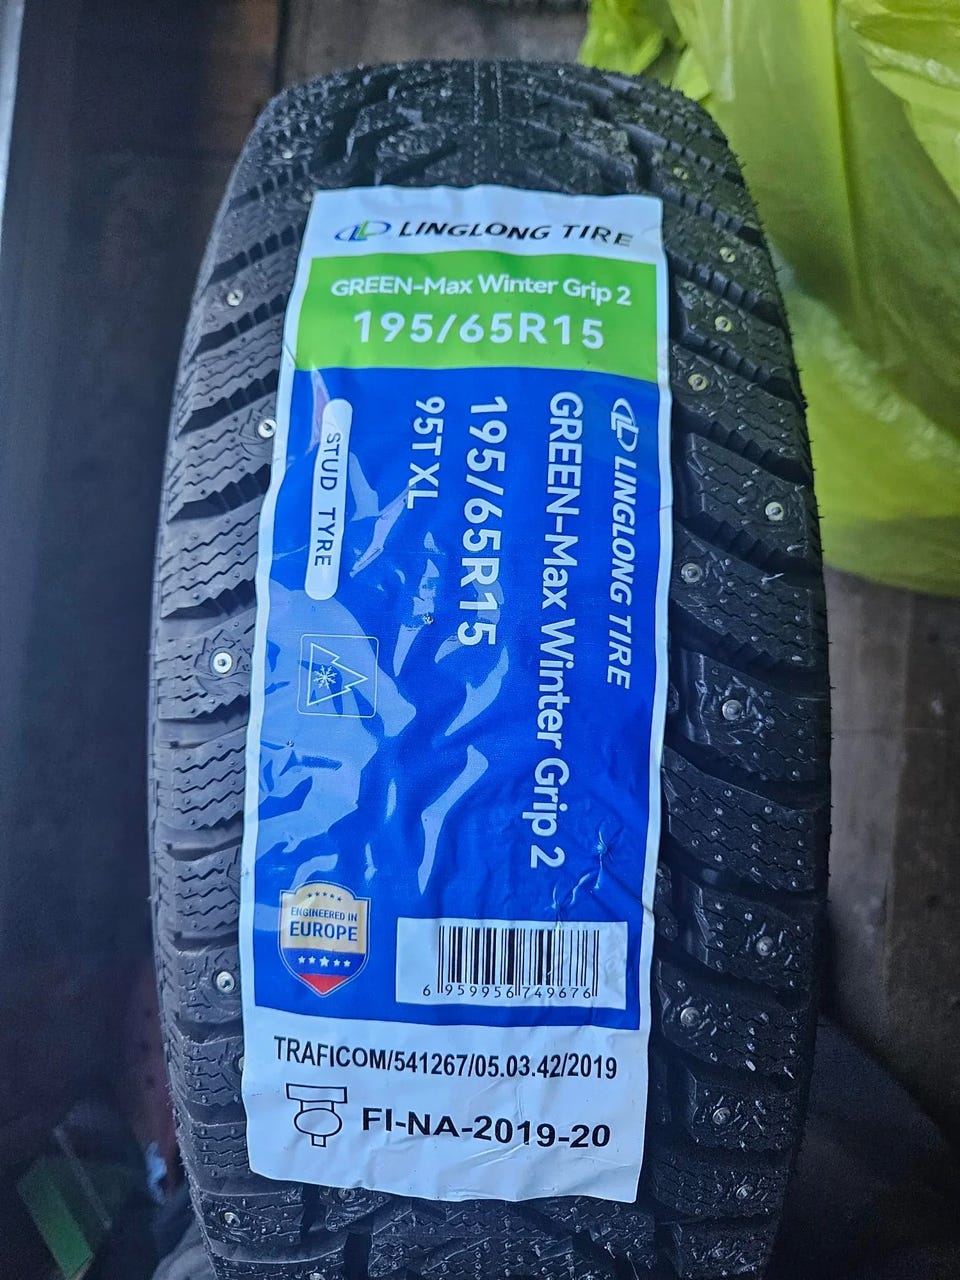 LINGLONG TIRE
GREEN-Max Winter Grip 2
195/65R15
LINGLONG TIRE
GREEN-Max Winter Grip 2
195/65R15
95T XL
STUD TYRE
ENGINEERED IN
EUROPE
6 959956 749676
TRAFICOM/541267/05.03.42/2019
FI-NA-2019-20